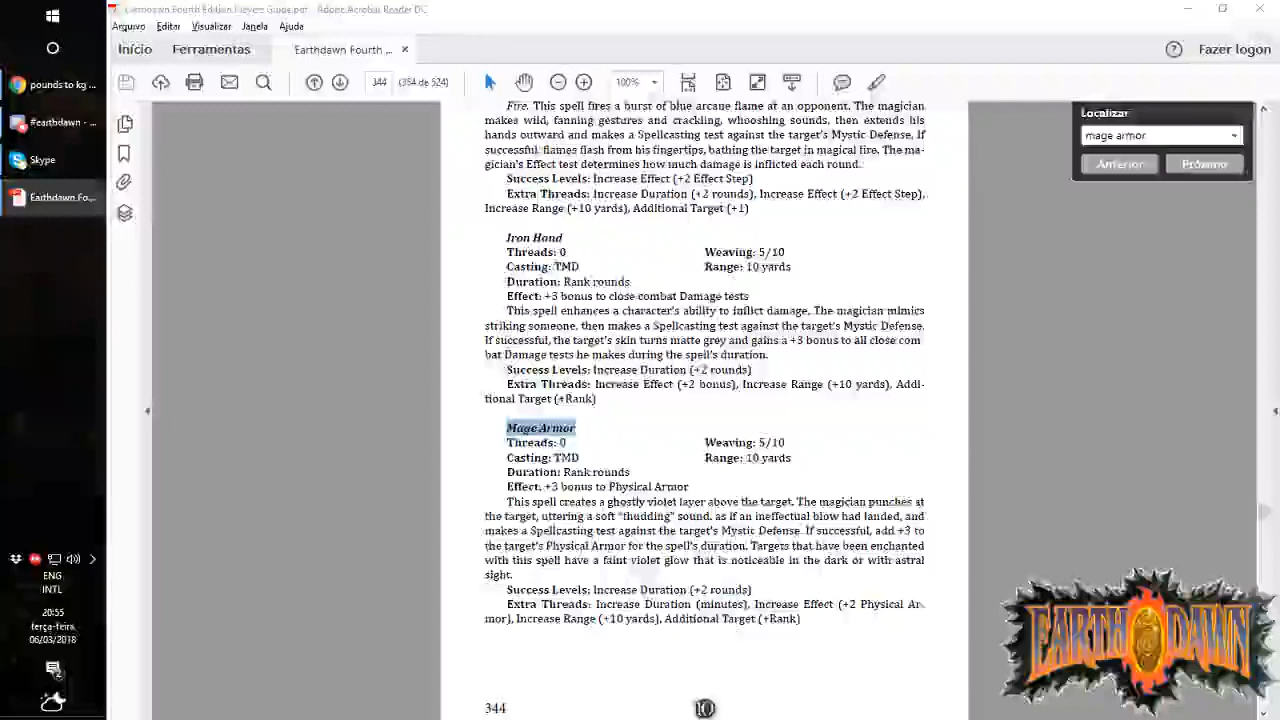 Earthdawn Fourth Edition Players Guide.pdf - Adobe Acrobat Reader DC
Arquivo Editar Visualizar Janela Ajuda
Início Ferramentas Earthdawn Fourth ... × Fazer logon
344 (354 de 524) 100%
pounds to kg ...
#earthdawn - ...
Skype
Earthdawn Fo...
Localizar
mage armor
Anterior Próximo
Fire. This spell fires a burst of blue arcane flame at an opponent. The magician
makes wild, fanning gestures and crackling, whooshing sounds, then extends his
hands outward and makes a Spellcasting test against the target's Mystic Defense. If
successful, flames flash from his fingertips, bathing the target in magical fire. The ma-
gician's Effect test determines how much damage is inflicted each round.
Success Levels: Increase Effect (+2 Effect Step)
Extra Threads: Increase Duration (+2 rounds), Increase Effect (+2 Effect Step),
Increase Range (+10 yards), Additional Target (+1)
Iron Hand
Threads: 0 Weaving: 5/10
Casting: TMD Range: 10 yards
Duration: Rank rounds
Effect: +3 bonus to close combat Damage tests
This spell enhances a character's ability to inflict damage. The magician mimics
striking someone, then makes a Spellcasting test against the target's Mystic Defense.
If successful, the target's skin turns matte grey and gains a +3 bonus to all close com-
bat Damage tests he makes during the spell's duration.
Success Levels: Increase Duration (+2 rounds)
Extra Threads: Increase Effect (+2 bonus), Increase Range (+10 yards), Addi-
tional Target (+Rank)
Mage Armor
Threads: 0 Weaving: 5/10
Casting: TMD Range: 10 yards
Duration: Rank rounds
Effect: +3 bonus to Physical Armor
This spell creates a ghostly violet layer above the target. The magician punches at
the target, uttering a soft "thudding" sound, as if an ineffectual blow had landed, and
makes a Spellcasting test against the target's Mystic Defense. If successful, add +3 to
the target's Physical Armor for the spell's duration. Targets that have been enchanted
with this spell have a faint violet glow that is noticeable in the dark or with astral
sight.
Success Levels: Increase Duration (+2 rounds)
Extra Threads: Increase Duration (minutes), Increase Effect (+2 Physical Ar-
mor), Increase Range (+10 yards), Additional Target (+Rank)
344
ENG
INTL
20:55
terça-feira
06/03/2018
EARTHDAWN